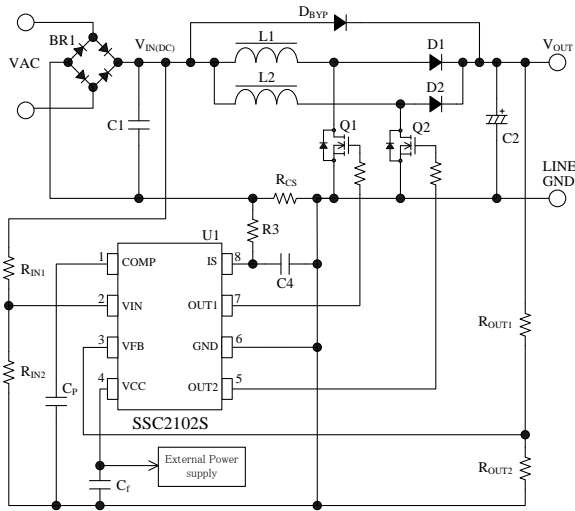 DBYP
BR1
VIN(DC)
L1
D1
VOUT
VAC
L2
D2
C1
Q1
Q2
C2
RCS
LINE
GND
R3
U1
RIN1
1
COMP
IS
8
C4
2
VIN
OUT1
7
ROUT1
3
VFB
GND
6
RIN2
4
VCC
OUT2
5
CP
SSC2102S
External Power
supply
ROUT2
Cf
+